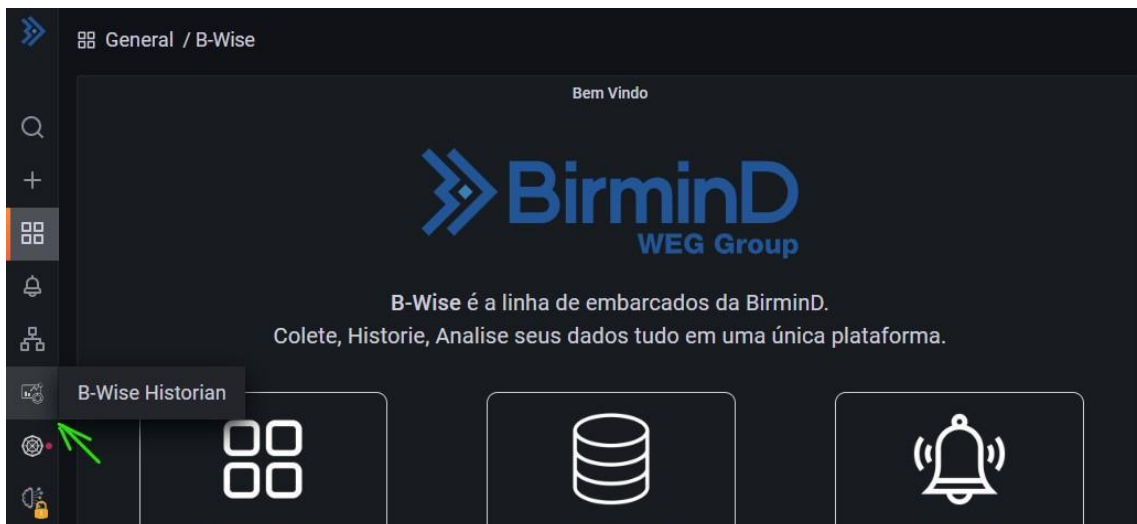 General / B-Wise
Bem Vindo
BirminD
WEG Group
B-Wise é a linha de embarcados da BirminD.
Colete, Historie, Analise seus dados tudo em uma única plataforma.
B-Wise Historian